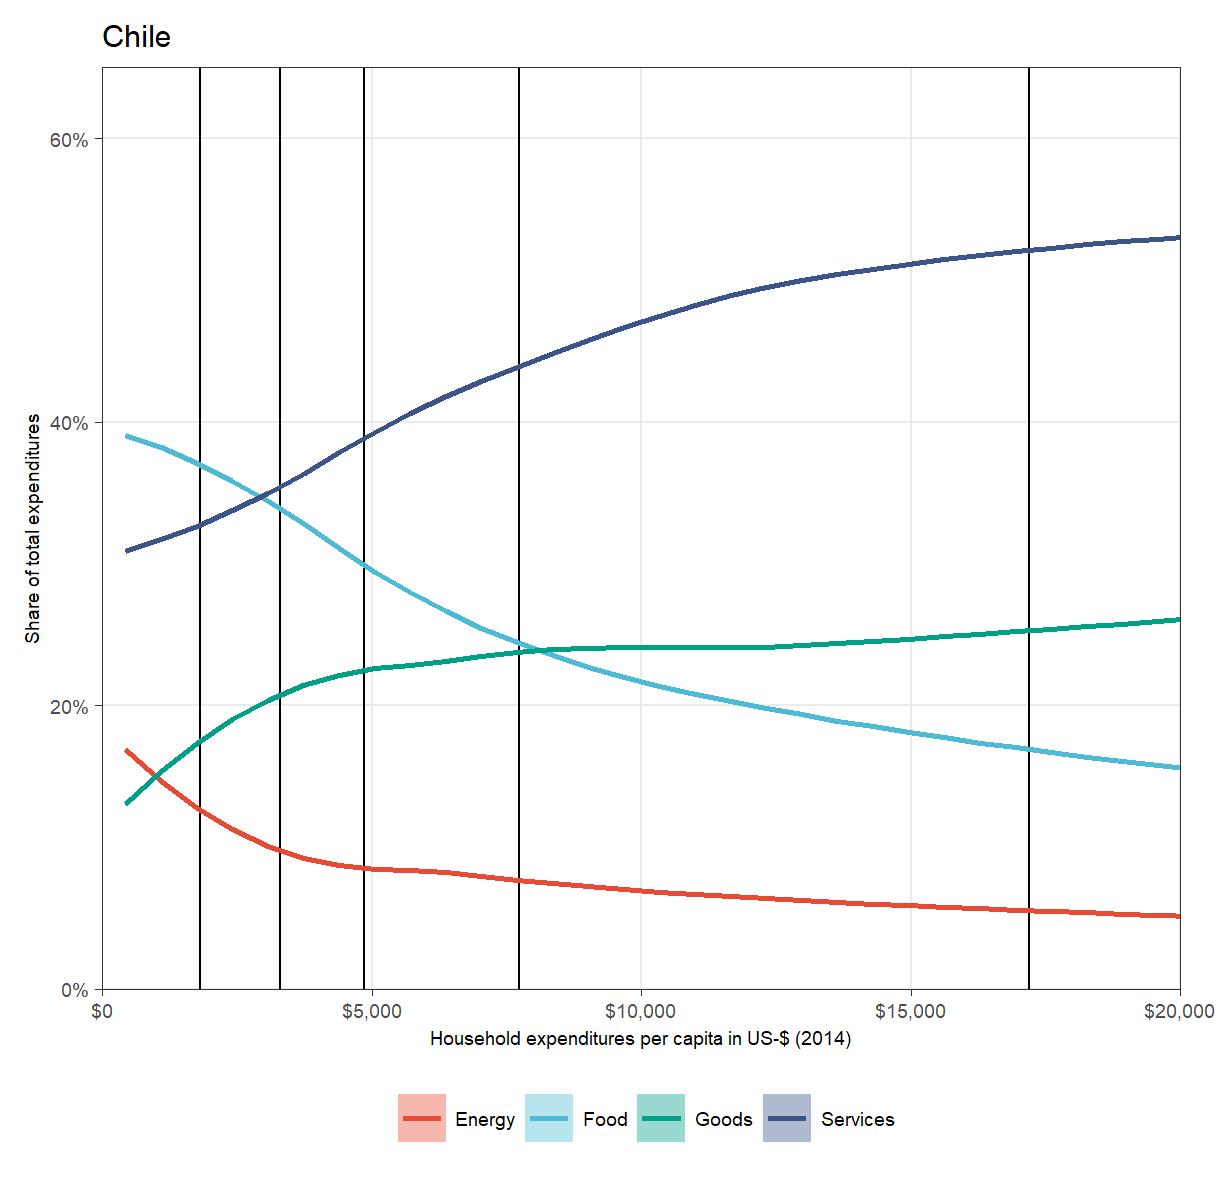 Chile
60%
40%
20%
0%
Share of total expenditures
$0 $5,000 $10,000 $15,000 $20,000
Household expenditures per capita in US-$ (2014)
Energy Food Goods Services